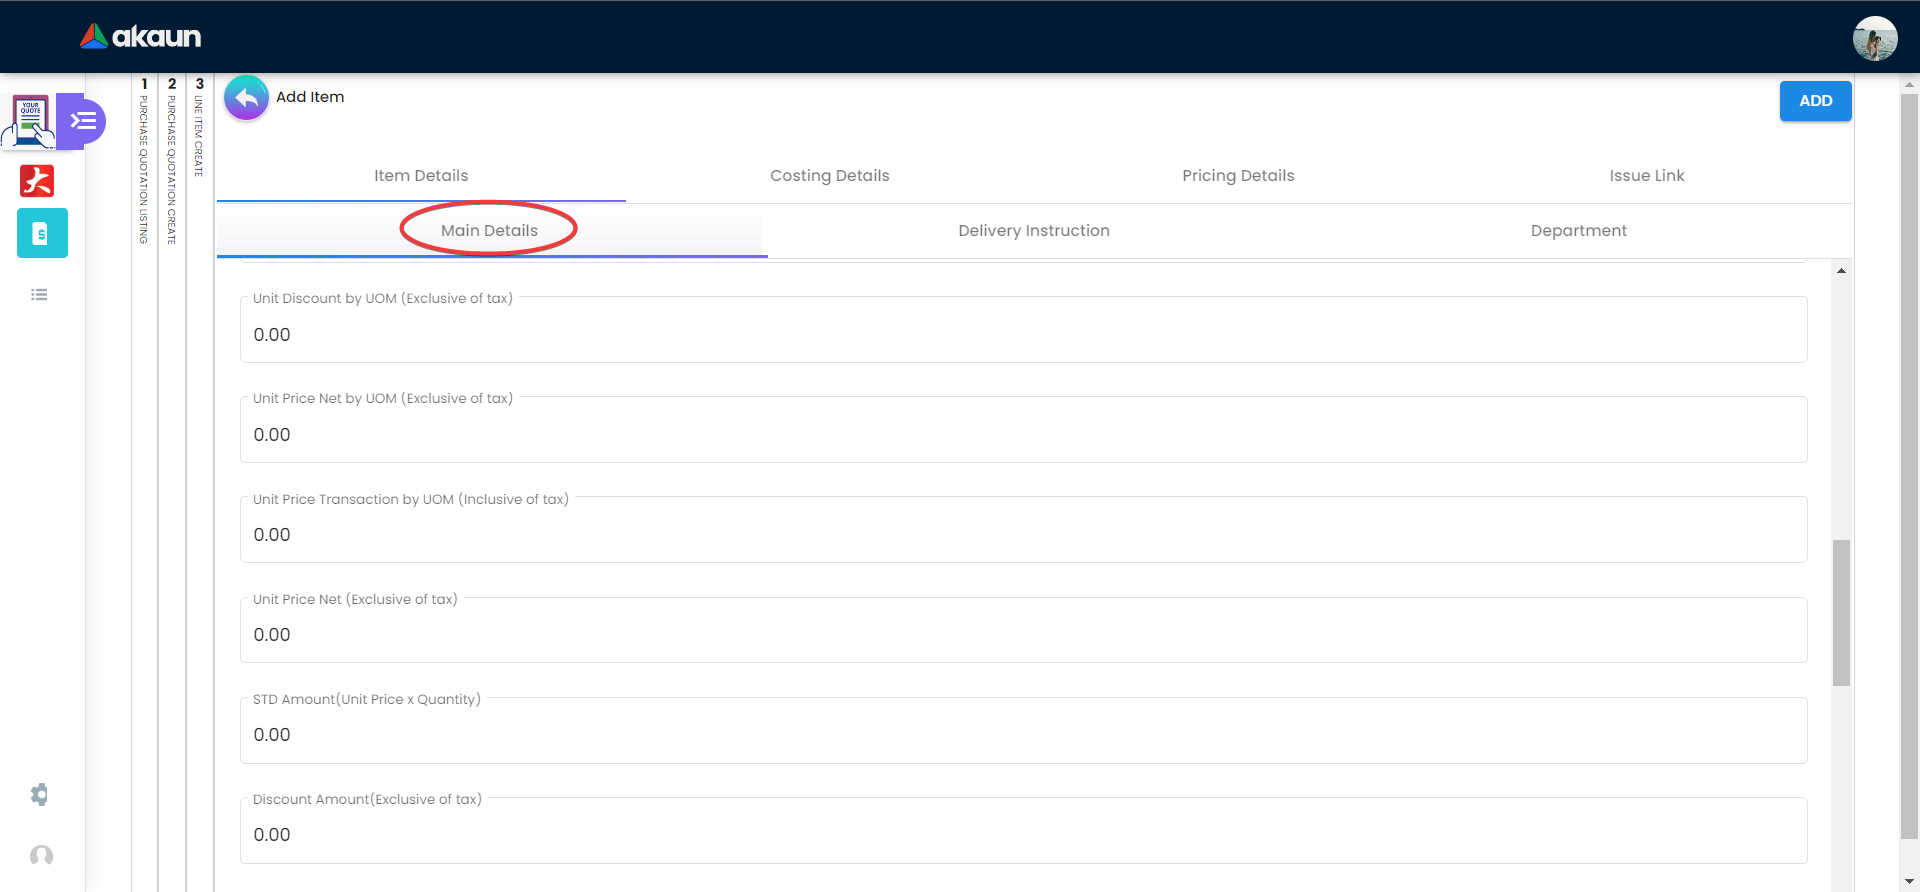 akaun
YOUR
QUOTE
1 PURCHASE QUOTATION LISTING
2 PURCHASE QUOTATION CREATE
3 LINE ITEM CREATE
Add Item
ADD
Item Details
Costing Details
Pricing Details
Issue Link
Main Details
Delivery Instruction
Department
Unit Discount by UOM (Exclusive of tax)
0.00
Unit Price Net by UOM (Exclusive of tax)
0.00
Unit Price Transaction by UOM (Inclusive of tax)
0.00
Unit Price Net (Exclusive of tax)
0.00
STD Amount(Unit Price x Quantity)
0.00
Discount Amount(Exclusive of tax)
0.00